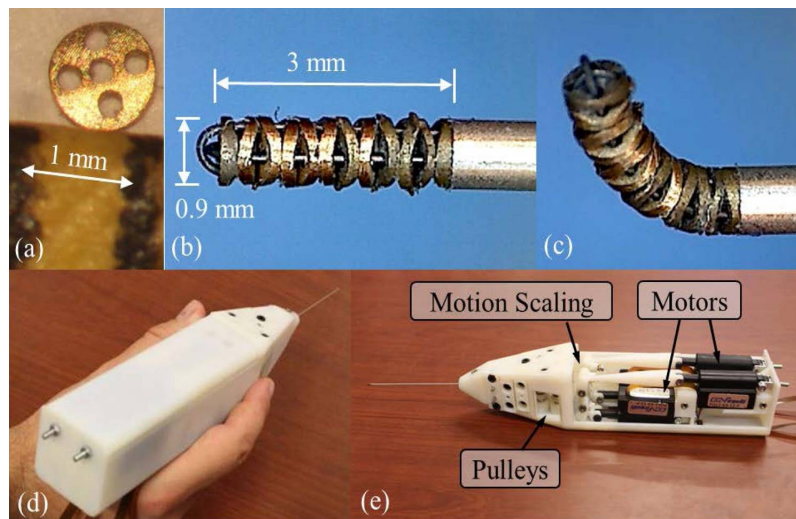 3 mm
1 mm
0.9 mm
(a)
(b)
(c)
Motion Scaling
Motors
Pulleys
(d)
(e)